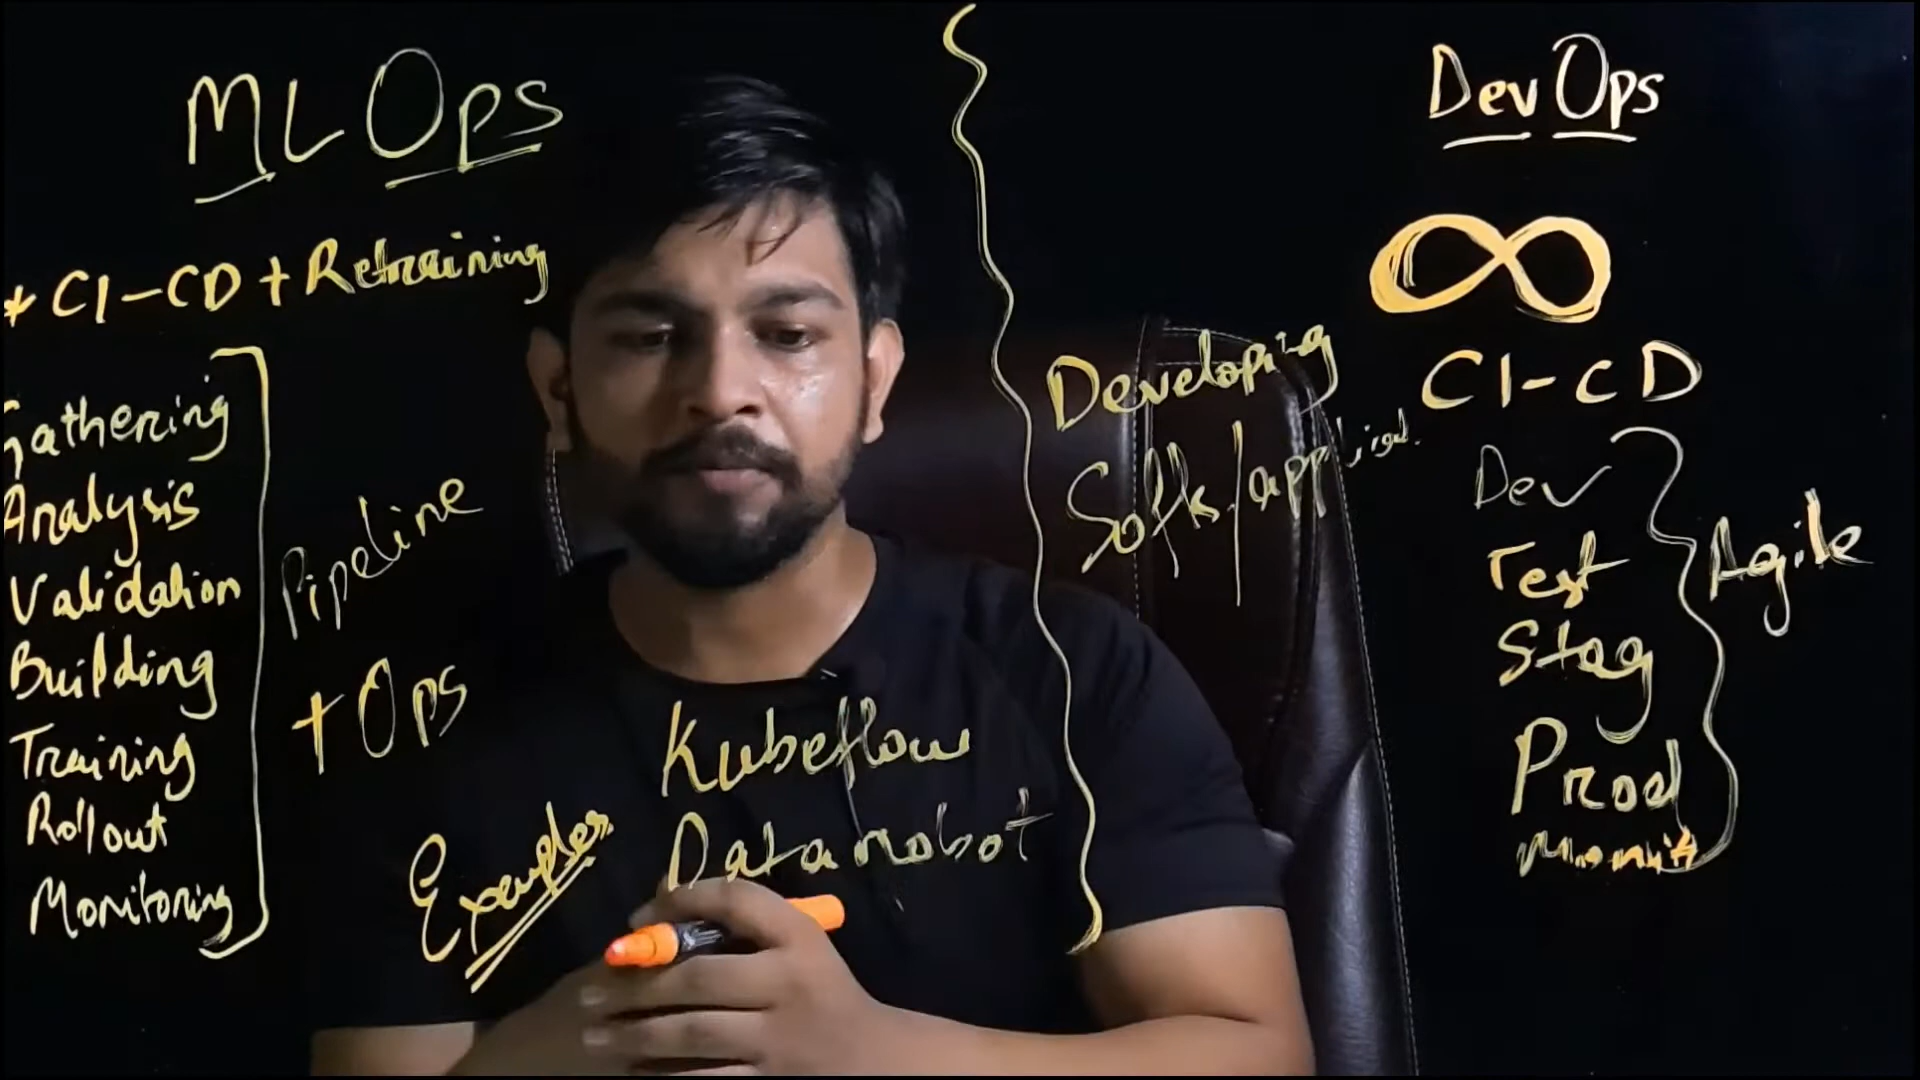 MLOps
* CI-CD + Retraining
Gathering
Analysis
Validation
Building
Training
Rollout
Monitoring
Pipeline
+ Ops
Examples
Kubeflow
Datarobot
DevOps
∞
CI-CD
Developing
Dev
Test
Stag
Prod
Agile